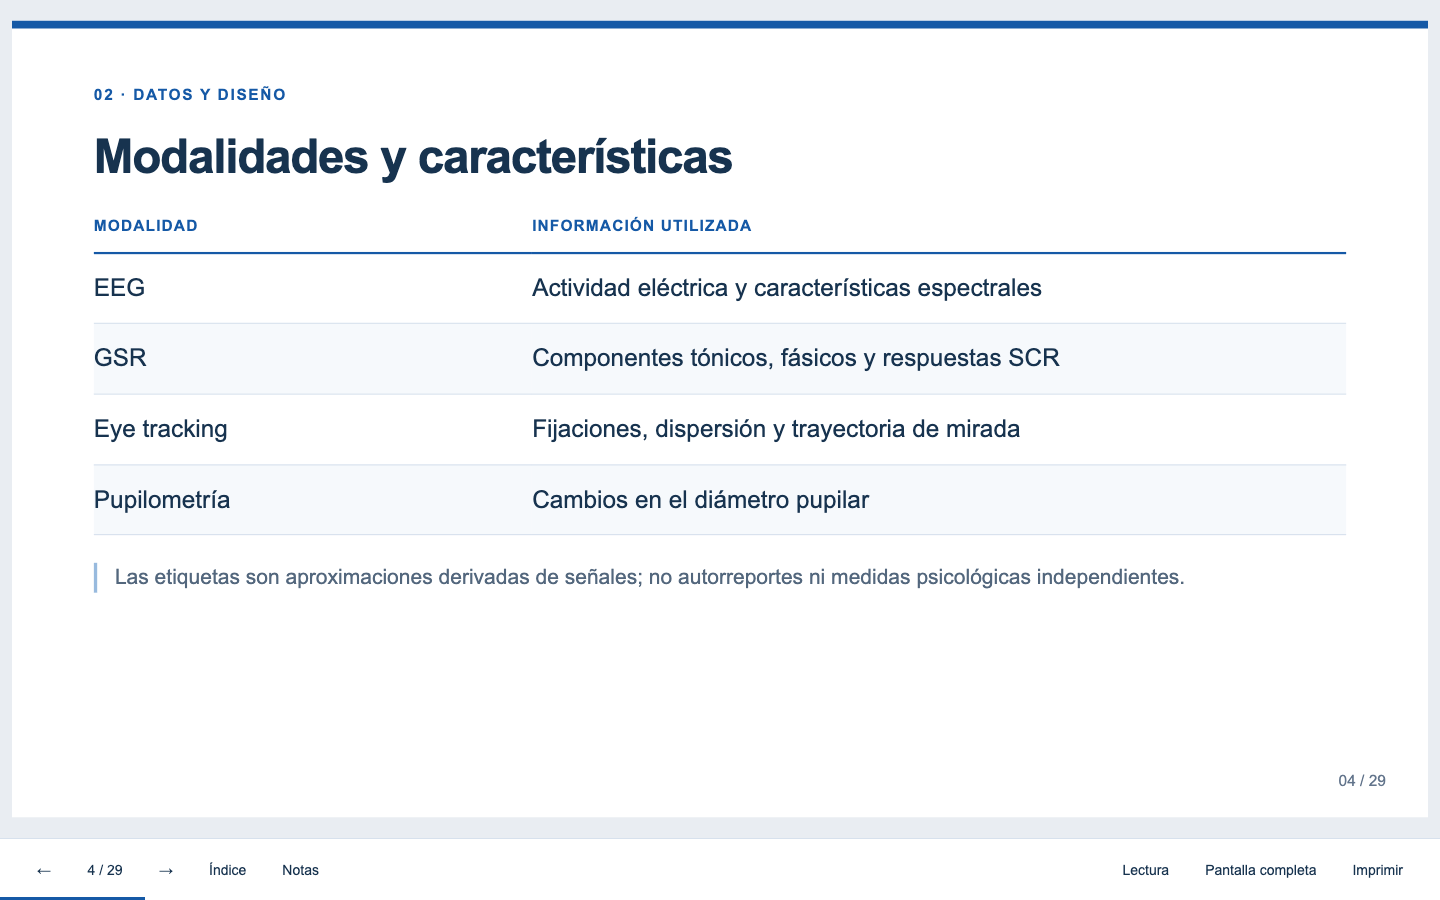 02 · DATOS Y DISEÑO
Modalidades y características
MODALIDAD INFORMACIÓN UTILIZADA
EEG Actividad eléctrica y características espectrales
GSR Componentes tónicos, fásicos y respuestas SCR
Eye tracking Fijaciones, dispersión y trayectoria de mirada
Pupilometría Cambios en el diámetro pupilar
Las etiquetas son aproximaciones derivadas de señales; no autorreportes ni medidas psicológicas independientes.
04 / 29
← 4 / 29 → Índice Notas Lectura Pantalla completa Imprimir